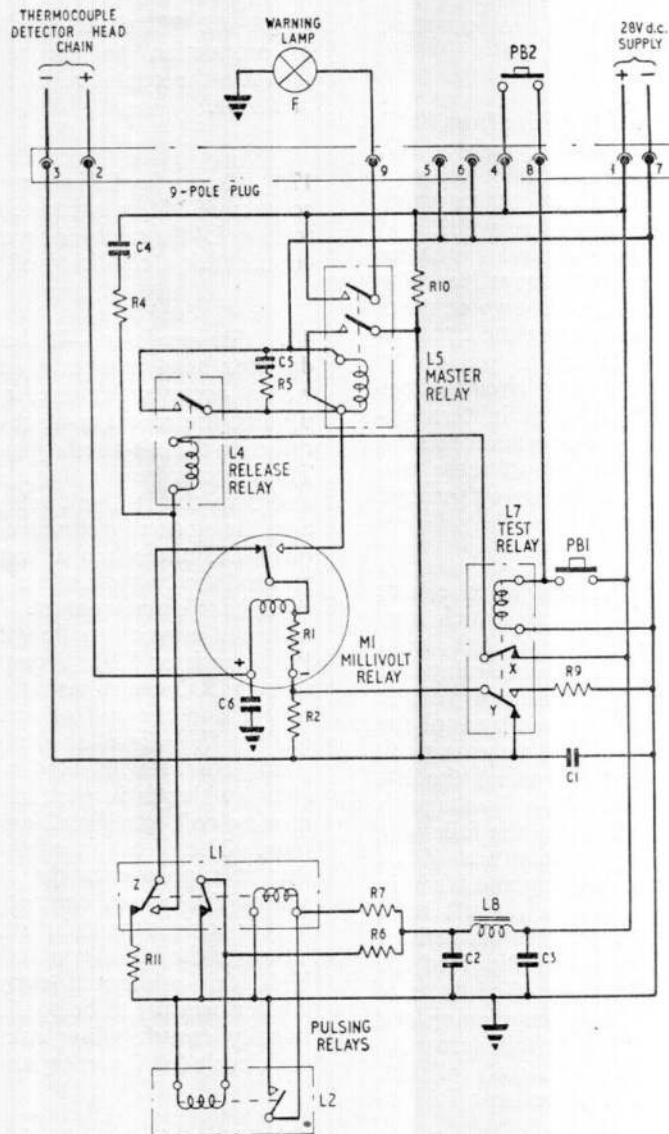 THERMOCOUPLE
DETECTOR HEAD
CHAIN
− +
WARNING
LAMP
F
PB2
28V d.c.
SUPPLY
+ −
3 2 9 5 6 4 8 1 7
9-POLE PLUG
C4
R4
R10
C5
R5
L5
MASTER
RELAY
L4
RELEASE
RELAY
L7
TEST
RELAY
PB1
R1
M1
MILLIVOLT
RELAY
+ −
X
R9
Y
C6
R2
C1
L1
Z
R7
L8
R6
R11
C2
C3
PULSING
RELAYS
L2